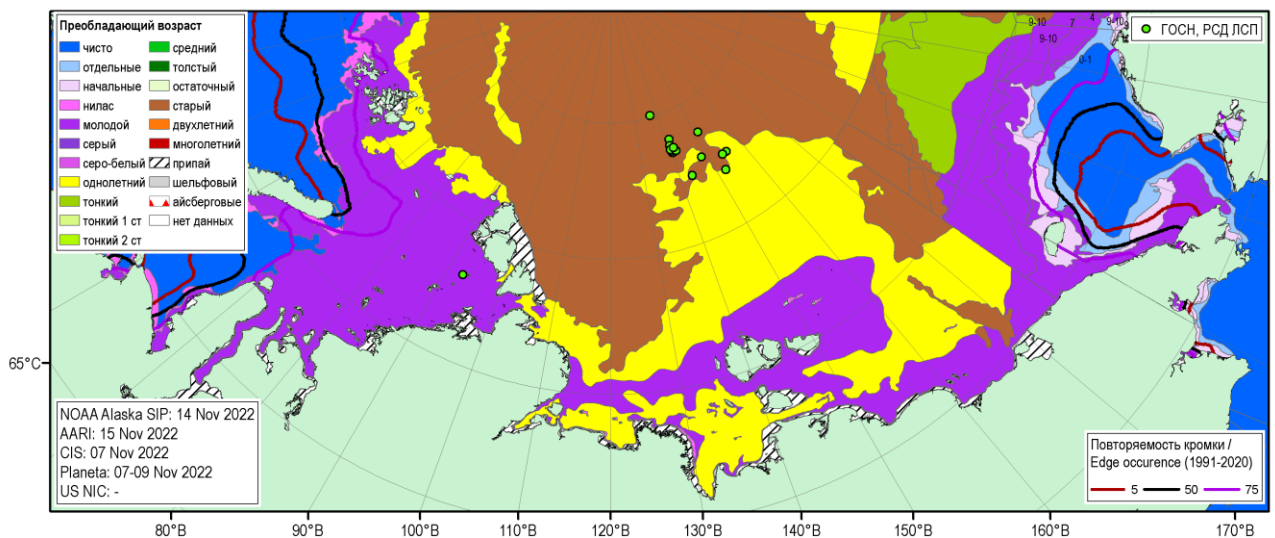 Преобладающий возраст
чисто
средний
отдельные
толстый
начальные
остаточный
нилас
старый
молодой
двухлетний
серый
многолетний
серо-белый
припай
однолетний
шельфовый
тонкий
айсберговые
тонкий 1 ст
нет данных
тонкий 2 ст
9-10
7
4
9-10
9-10
0-1
ГОСН, РСД ЛСП
65°С
NOAA Alaska SIP: 14 Nov 2022
AARI: 15 Nov 2022
CIS: 07 Nov 2022
Planeta: 07-09 Nov 2022
US NIC: -
Повторяемость кромки /
Edge occurence (1991-2020)
5 50 75
80°В 90°В 100°В 110°В 120°В 130°В 140°В 150°В 160°В 170°В